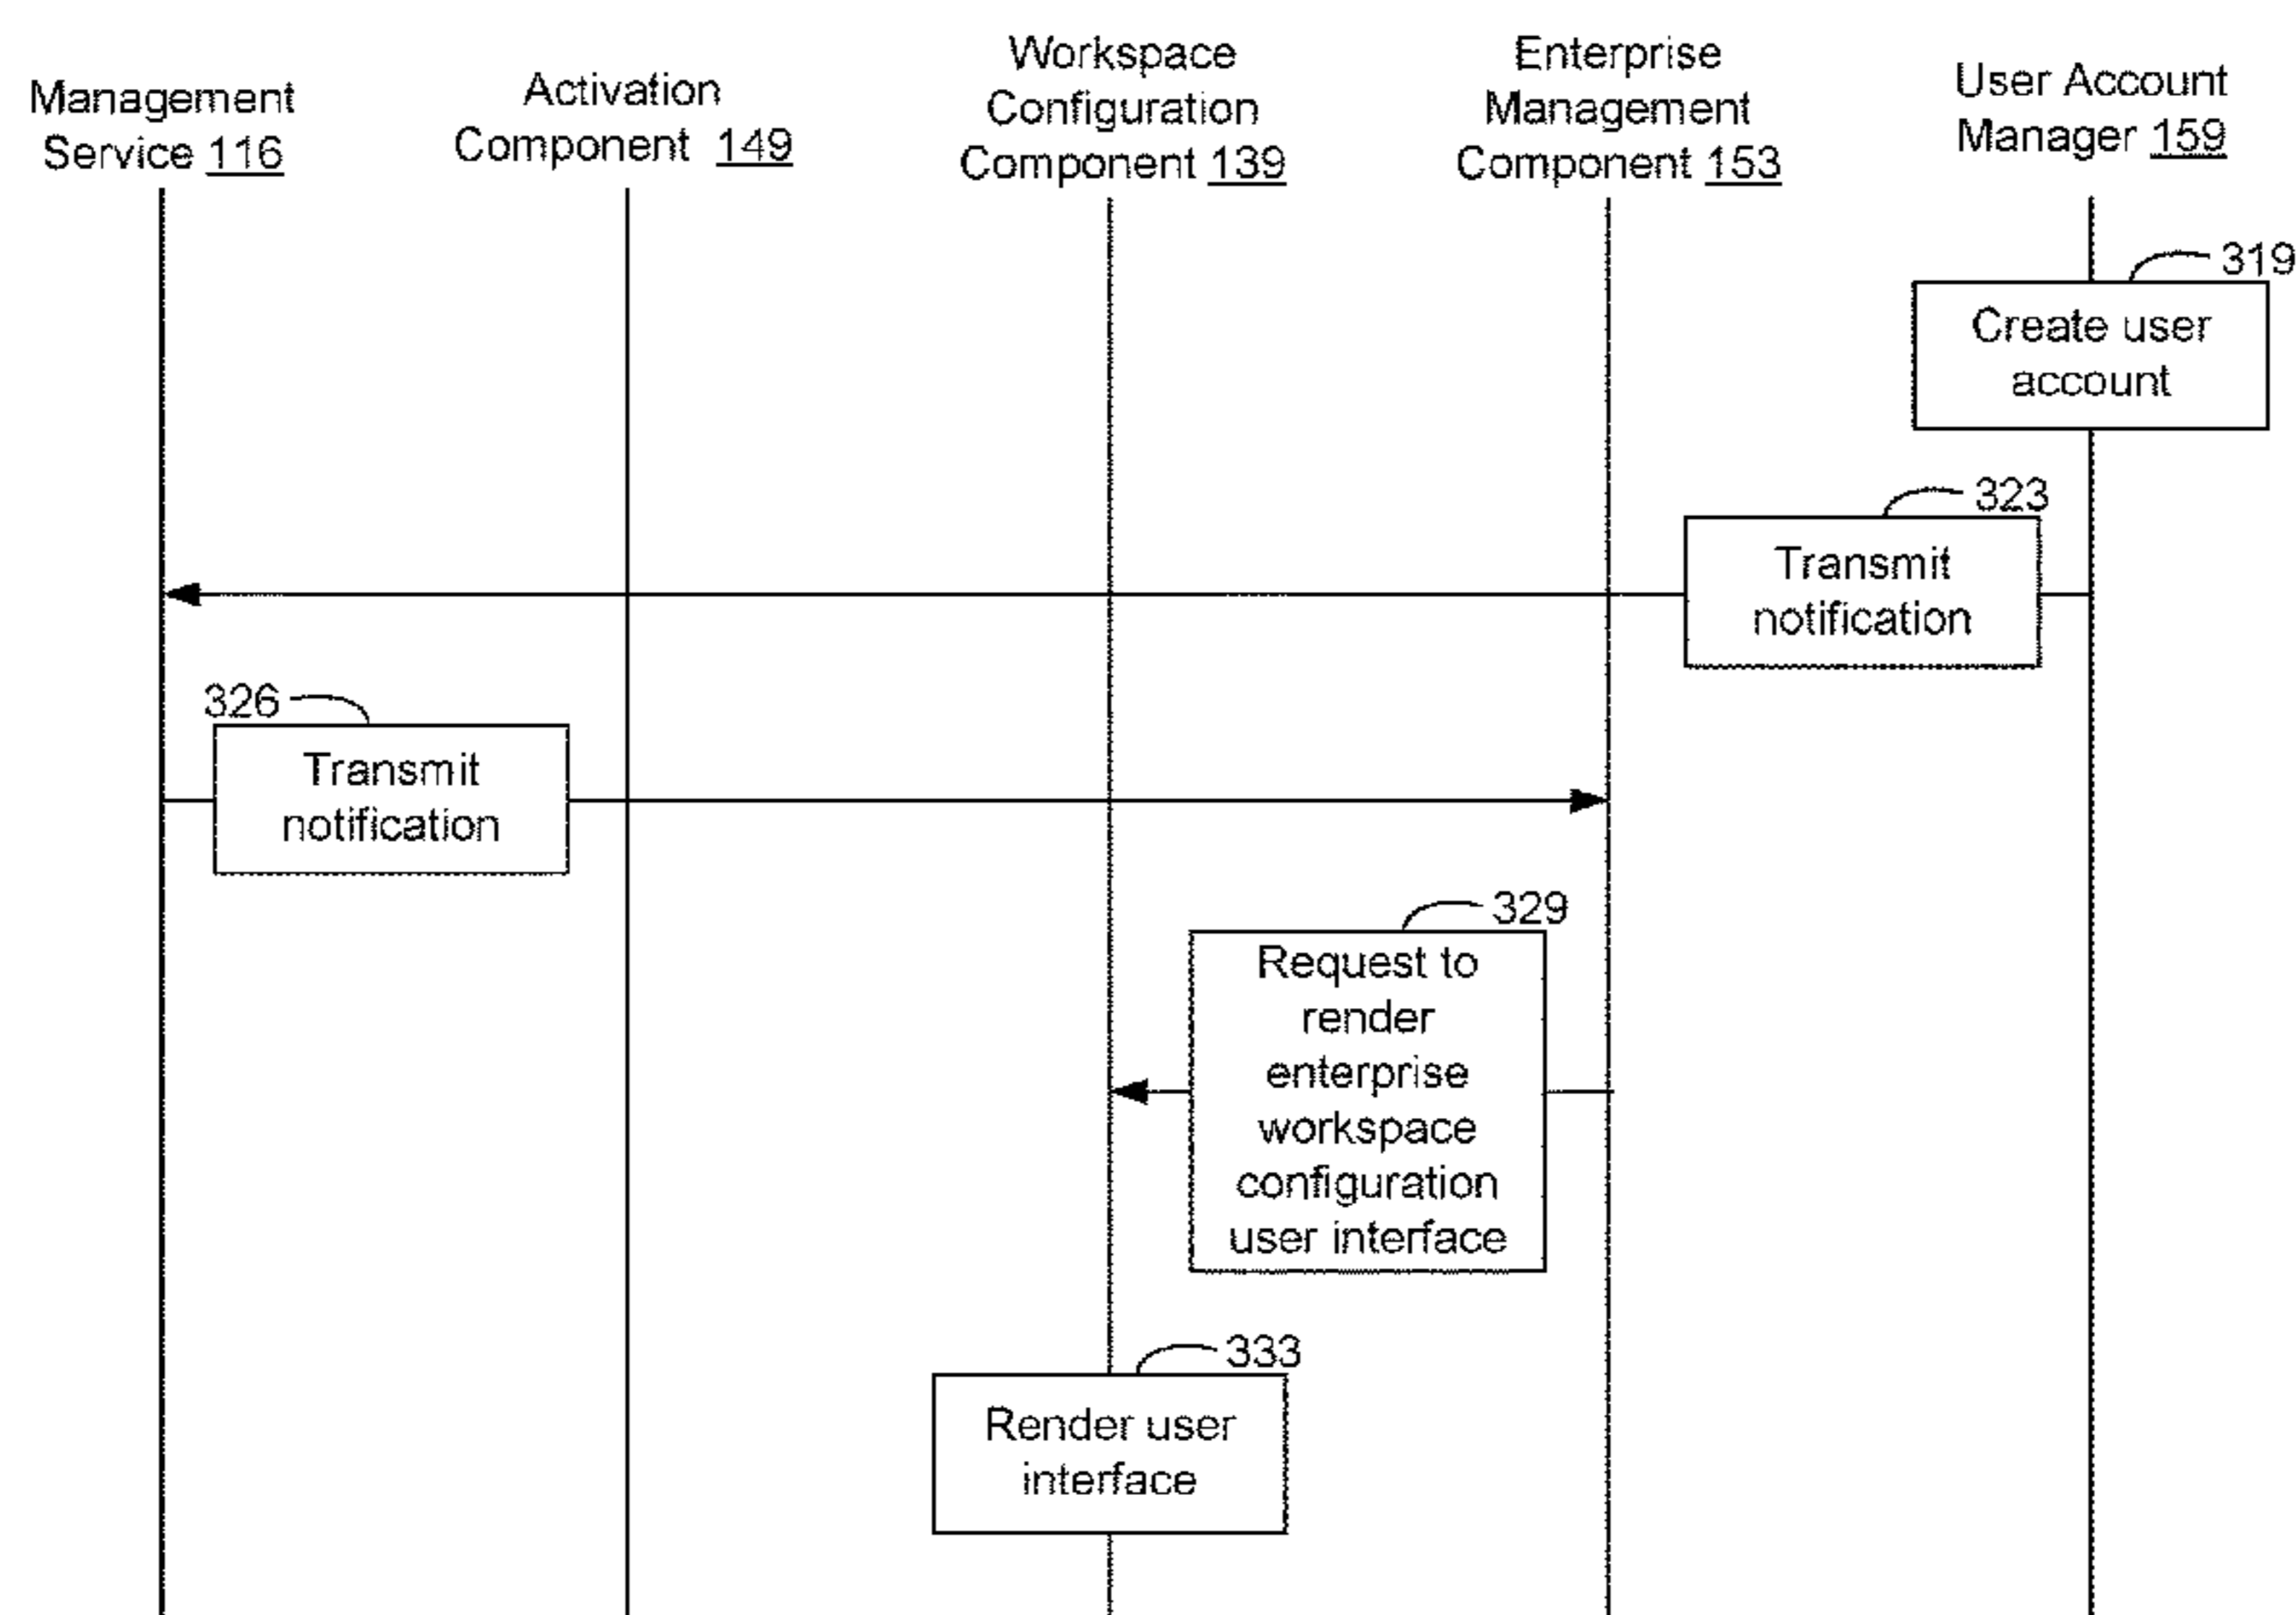 Management
Service 116
Activation
Component 149
Workspace
Configuration
Component 139
Enterprise
Management
Component 153
User Account
Manager 159
319
Create user
account
323
Transmit
notification
326
Transmit
notification
329
Request to
render
enterprise
workspace
configuration
user interface
333
Render user
interface